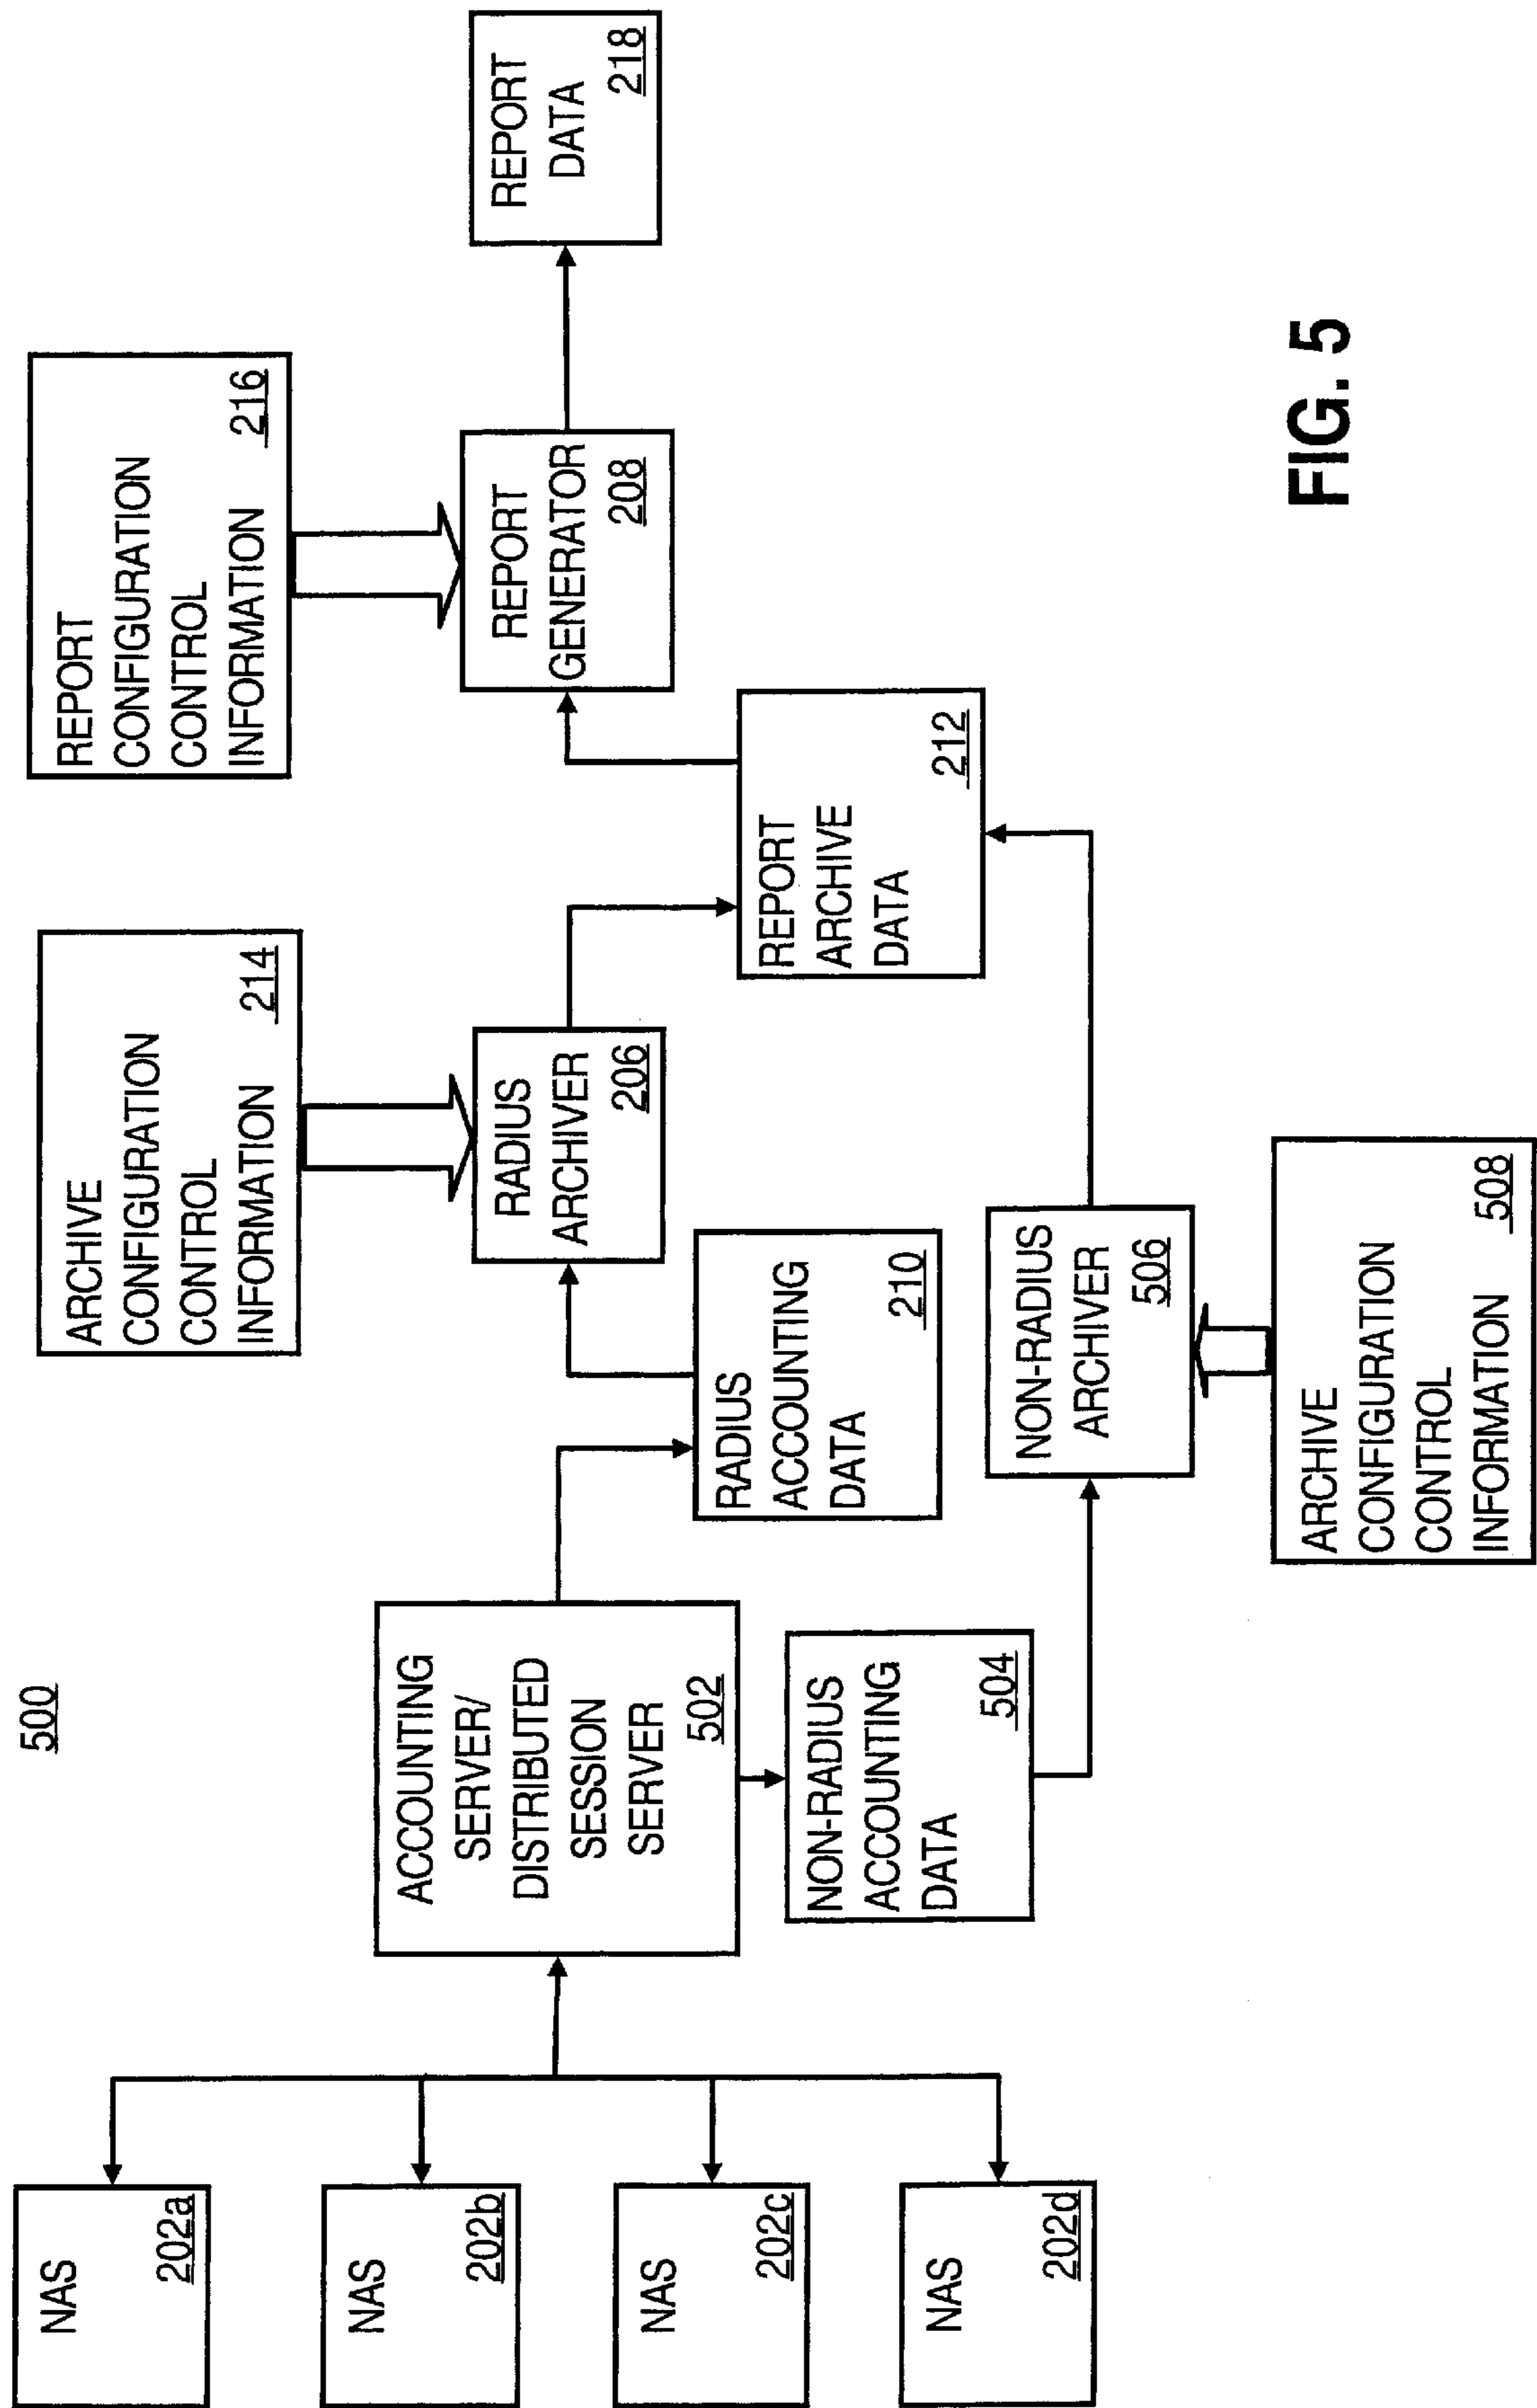 500
NAS
202a
NAS
202b
NAS
202c
NAS
202d
ACCOUNTING
SERVER/
DISTRIBUTED
SESSION
SERVER
502
NON-RADIUS
ACCOUNTING
DATA
504
RADIUS
ACCOUNTING
DATA
210
ARCHIVE
CONFIGURATION
CONTROL
INFORMATION
214
RADIUS
ARCHIVER
206
NON-RADIUS
ARCHIVER
506
ARCHIVE
CONFIGURATION
CONTROL
INFORMATION
508
REPORT
ARCHIVE
DATA
212
REPORT
CONFIGURATION
CONTROL
INFORMATION
216
REPORT
GENERATOR
208
REPORT
DATA
218
FIG. 5